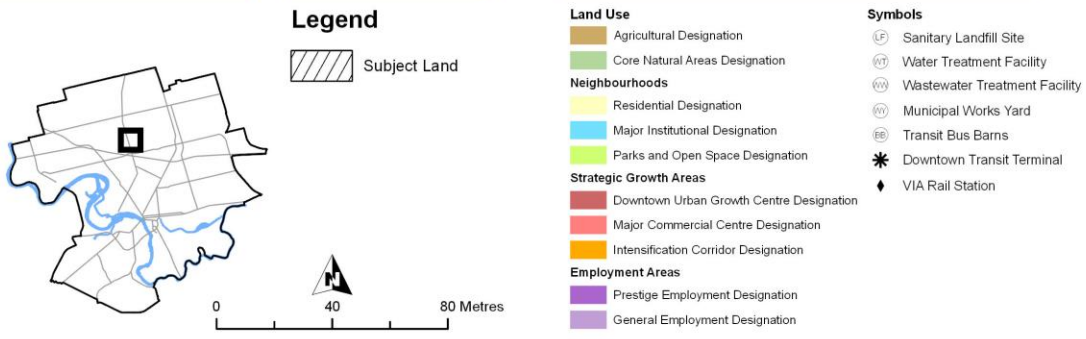 Legend
Subject Land
N
0 40 80 Metres
Land Use
Agricultural Designation
Core Natural Areas Designation
Neighbourhoods
Residential Designation
Major Institutional Designation
Parks and Open Space Designation
Strategic Growth Areas
Downtown Urban Growth Centre Designation
Major Commercial Centre Designation
Intensification Corridor Designation
Employment Areas
Prestige Employment Designation
General Employment Designation
Symbols
LF Sanitary Landfill Site
WT Water Treatment Facility
WW Wastewater Treatment Facility
WY Municipal Works Yard
BB Transit Bus Barns
Downtown Transit Terminal
VIA Rail Station